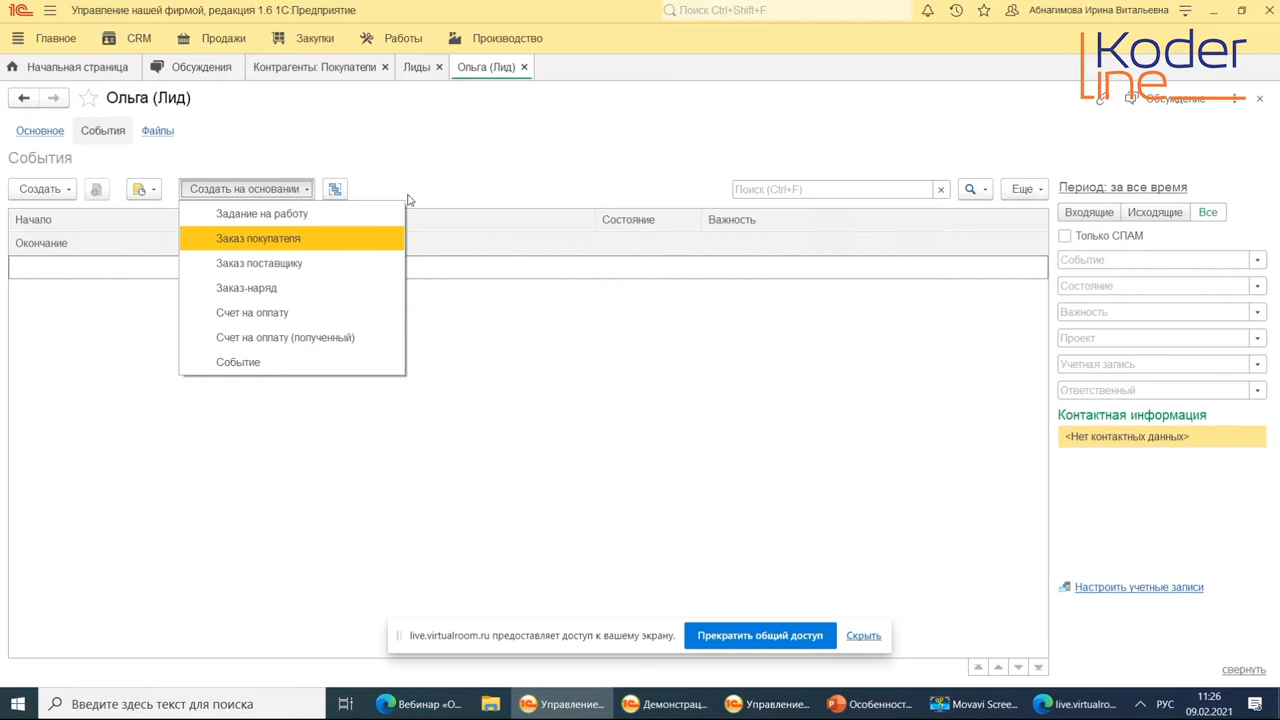 Управление нашей фирмой, редакция 1.6 1С:Предприятие
Поиск Ctrl+Shift+F
Абнагимова Ирина Витальевна
Главное
CRM
Продажи
Закупки
Работы
Производство
Koder
line
Начальная страница
Обсуждения
Контрагенты: Покупатели
Лиды
Ольга (Лид)
Ольга (Лид)
Обсуждение
Основное
События
Файлы
События
Создать
Создать на основании
Поиск (Ctrl+F)
Еще
Период: за все время
Начало
Состояние
Важность
Окончание
Задание на работу
Заказ покупателя
Заказ поставщику
Заказ-наряд
Счет на оплату
Счет на оплату (полученный)
Событие
Входящие
Исходящие
Все
Только СПАМ
Событие
Состояние
Важность
Проект
Учетная запись
Ответственный
Контактная информация
<Нет контактных данных>
Настроить учетные записи
live.virtualroom.ru предоставляет доступ к вашему экрану.
Прекратить общий доступ
Скрыть
свернуть
Введите здесь текст для поиска
Вебинар «О...
Управление...
Демонстрац...
Управление...
Особенност...
Movavi Scree...
live.virtualro...
РУС
11:26
09.02.2021